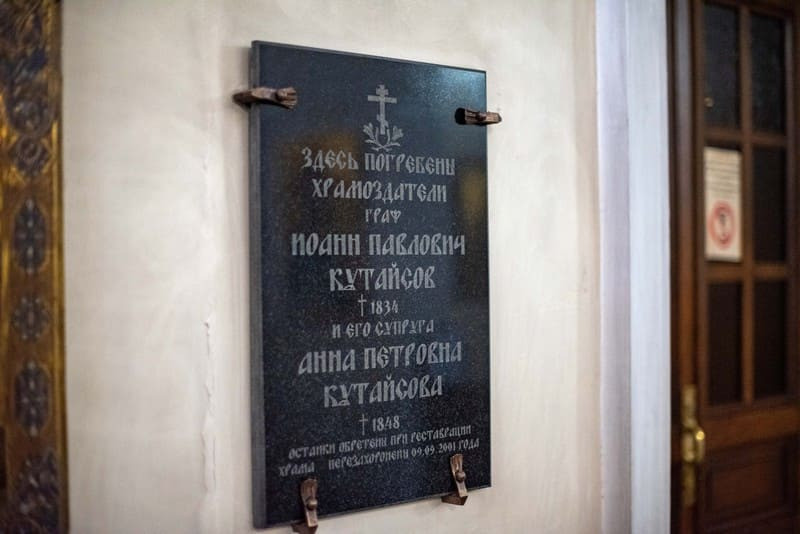 ЗДЕСЬ ПОГРЕБЕНЫ
ХРАМОЗДАТЕЛИ
ГРАФ
ИОАНН ПАВЛОВИЧ
КУТАЙСОВ
† 1834
И ЕГО СУПРУГА
АННА ПЕТРОВНА
КУТАЙСОВА
† 1848
ОСТАНКИ ОБРЕТЕНЫ ПРИ РЕСТАВРАЦИИ
ХРАМА ПЕРЕЗАХОРОНЕНЫ 09.09.2001 ГОДА